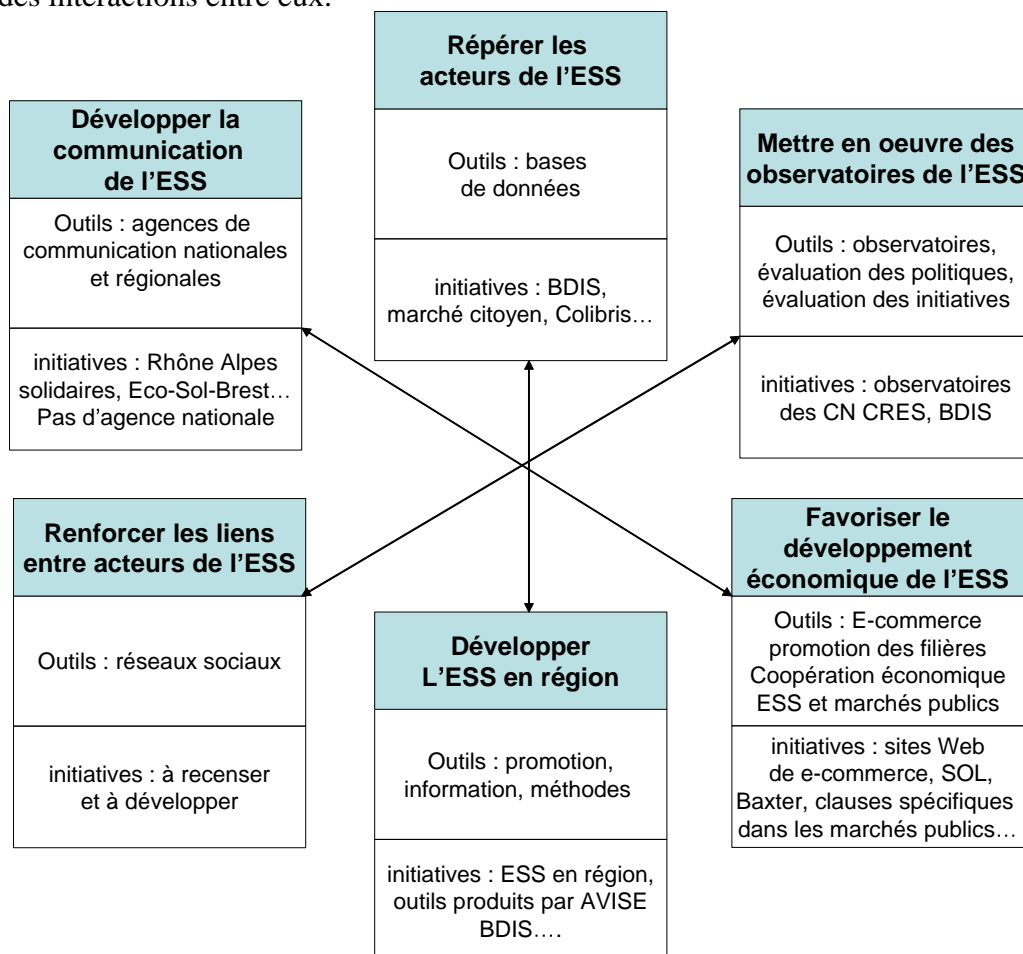 des interactions entre eux.
Répérer les
acteurs de l'ESS
Outils : bases
de données
initiatives : BDIS,
marché citoyen, Colibris…
Développer la
communication
de l'ESS
Outils : agences de
communication nationales
et régionales
initiatives : Rhône Alpes
solidaires, Eco-Sol-Brest…
Pas d'agence nationale
Mettre en oeuvre des
observatoires de l'ESS
Outils : observatoires,
évaluation des politiques,
évaluation des initiatives
initiatives : observatoires
des CN CRES, BDIS
Renforcer les liens
entre acteurs de l'ESS
Outils : réseaux sociaux
initiatives : à recenser
et à développer
Développer
L'ESS en région
Outils : promotion,
information, méthodes
initiatives : ESS en région,
outils produits par AVISE
BDIS….
Favoriser le
développement
économique de l'ESS
Outils : E-commerce
promotion des filières
Coopération économique
ESS et marchés publics
initiatives : sites Web
de e-commerce, SOL,
Baxter, clauses spécifiques
dans les marchés publics…